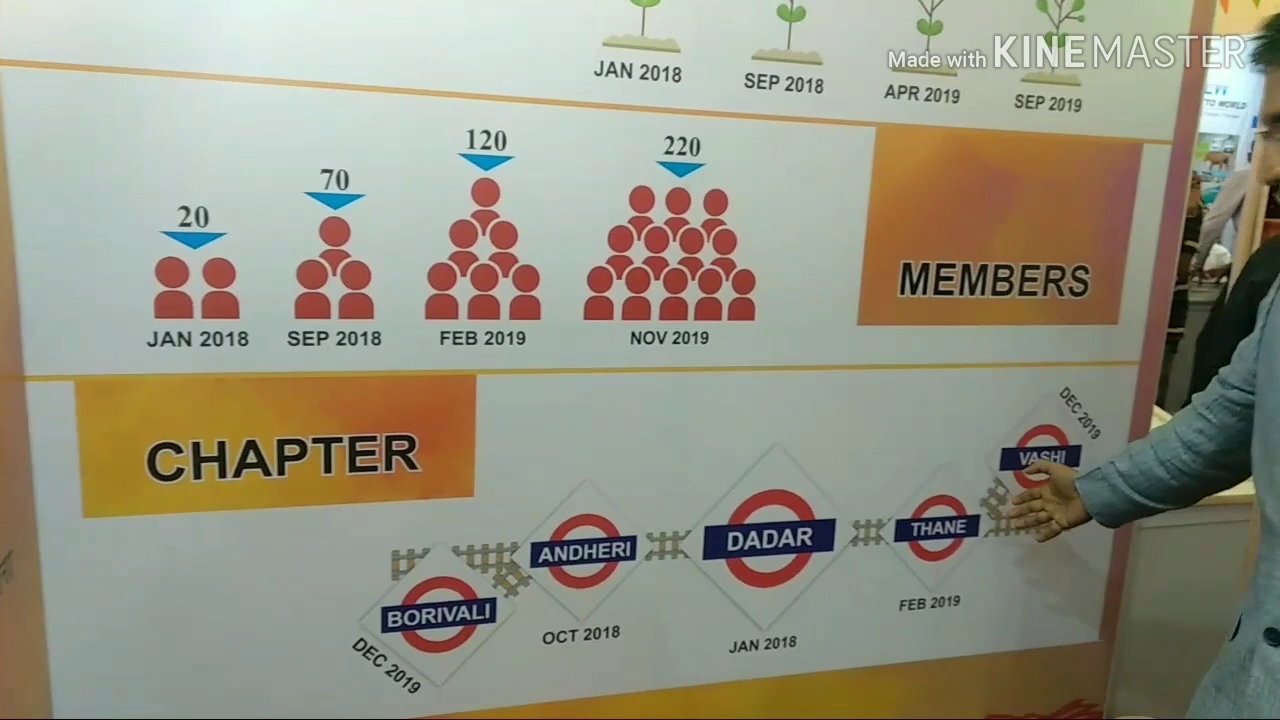 Made with KINEMASTER
JAN 2018
SEP 2018
APR 2019
SEP 2019
TO WORLD
20
70
120
220
JAN 2018
SEP 2018
FEB 2019
NOV 2019
MEMBERS
CHAPTER
BORIVALI
DEC 2019
ANDHERI
OCT 2018
DADAR
JAN 2018
THANE
FEB 2019
VASHI
DEC 2019